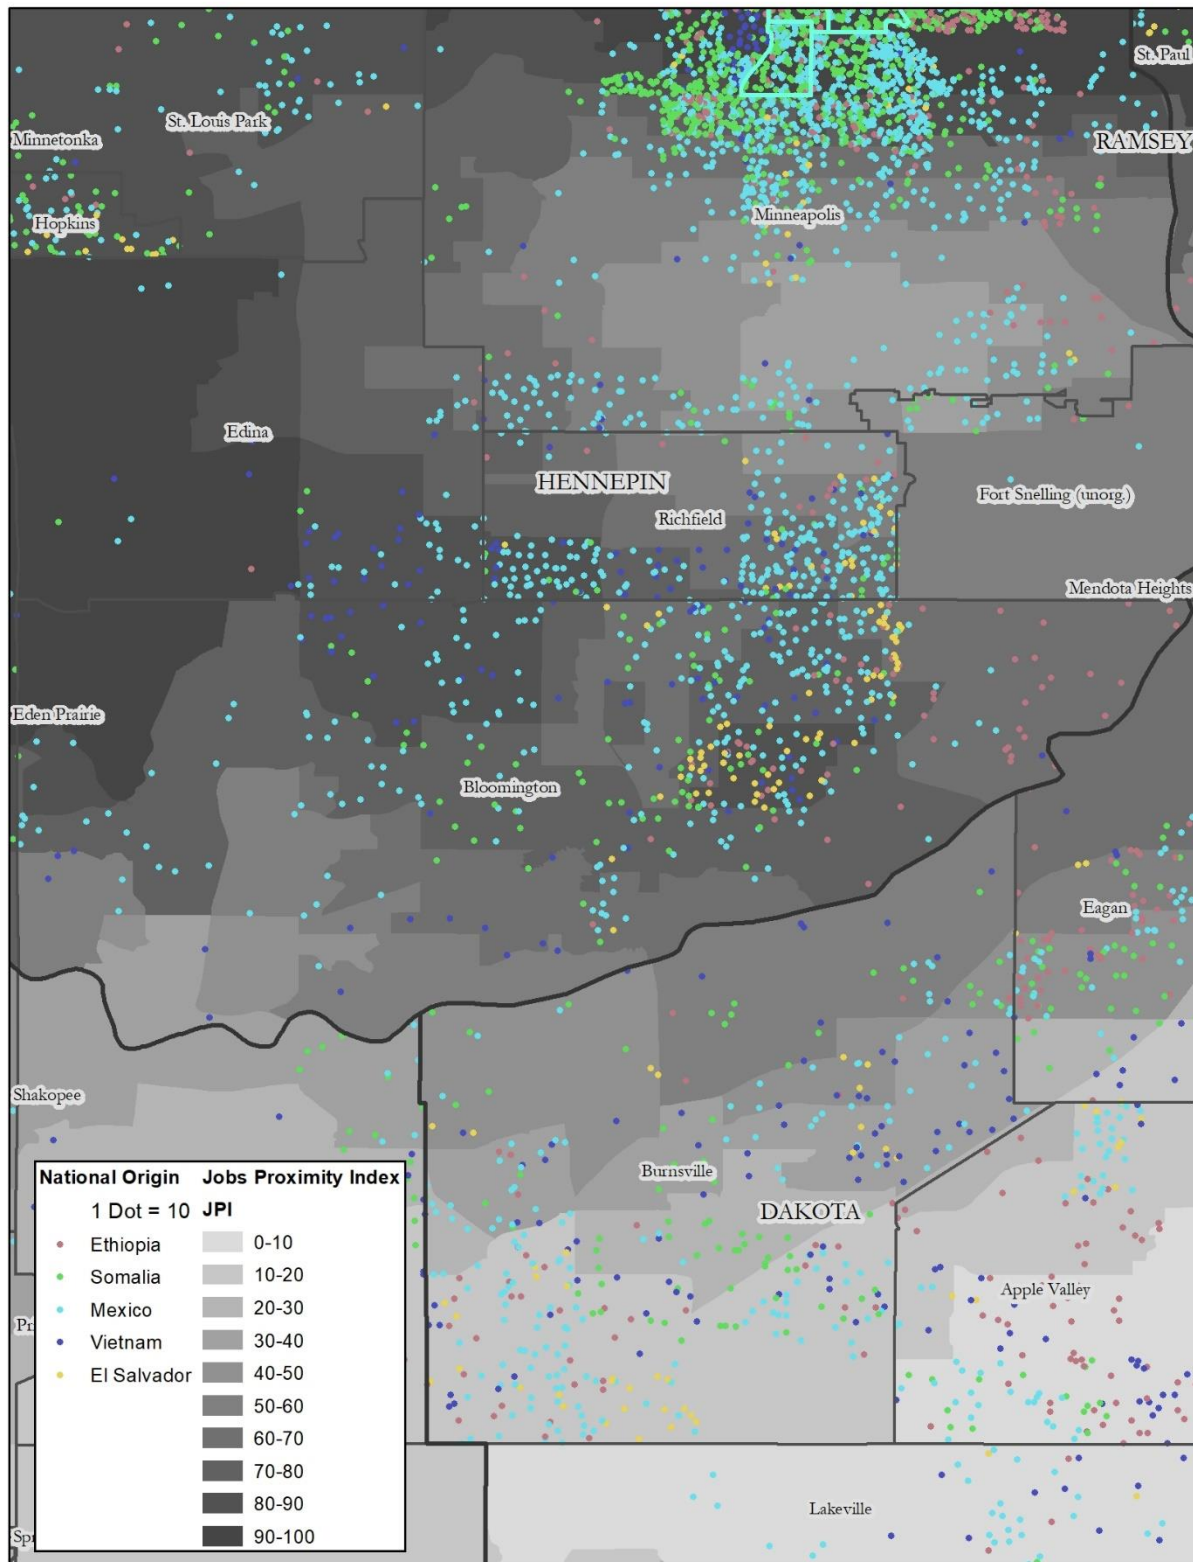 St. Paul
St. Louis Park
Minnetonka
RAMSEY
Hopkins
Minneapolis
Edina
HENNEPIN
Fort Snelling (unorg.)
Richfield
Mendota Heights
Eden Prairie
Bloomington
Eagan
Shakopee
Burnsville
DAKOTA
Apple Valley
Lakeville
Pr
Spr
National Origin Jobs Proximity Index
1 Dot = 10 JPI
Ethiopia 0-10
Somalia 10-20
Mexico 20-30
Vietnam 30-40
El Salvador 40-50
50-60
60-70
70-80
80-90
90-100